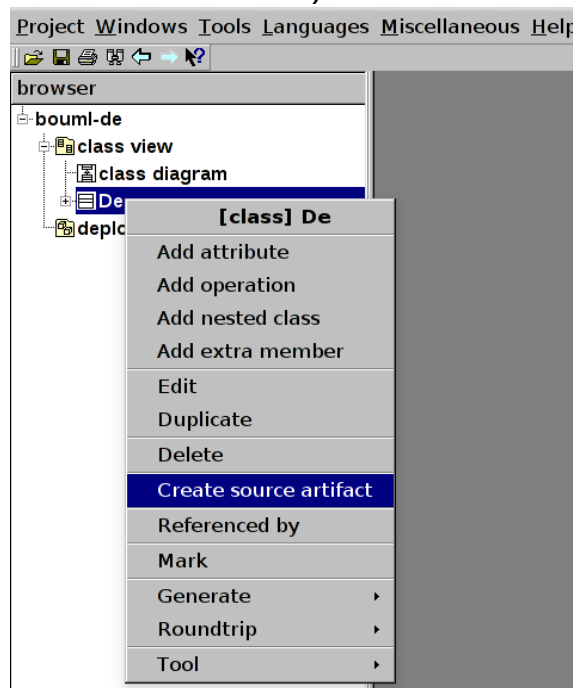 Project Windows Tools Languages Miscellaneous Help
browser
bouml-de
class view
class diagram
De
[class] De
deplo
Add attribute
Add operation
Add nested class
Add extra member
Edit
Duplicate
Delete
Create source artifact
Referenced by
Mark
Generate
Roundtrip
Tool